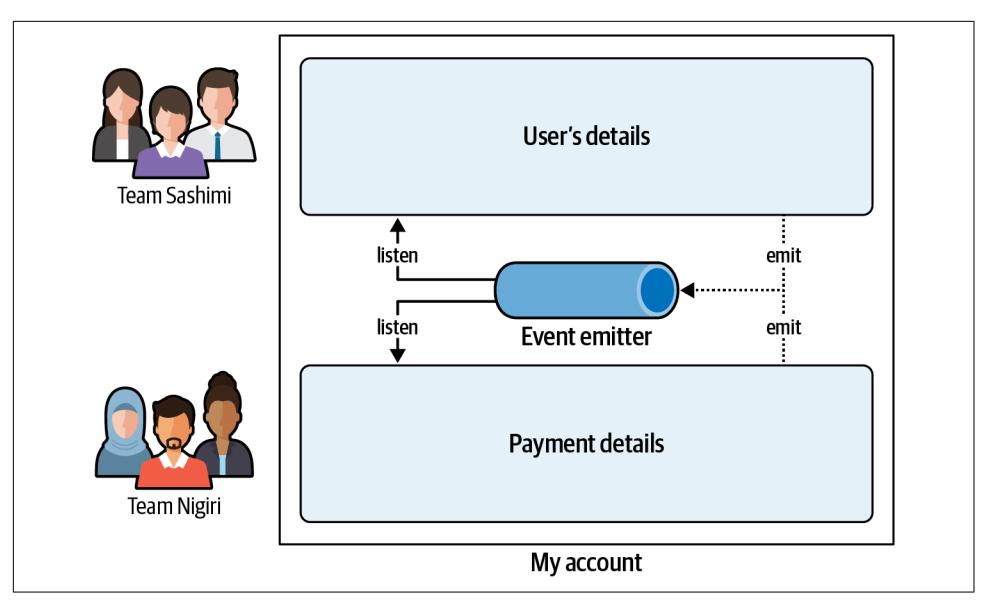 User's details
Team Sashimi
listen
emit
listen
emit
Event emitter
Payment details
Team Nigiri
My account